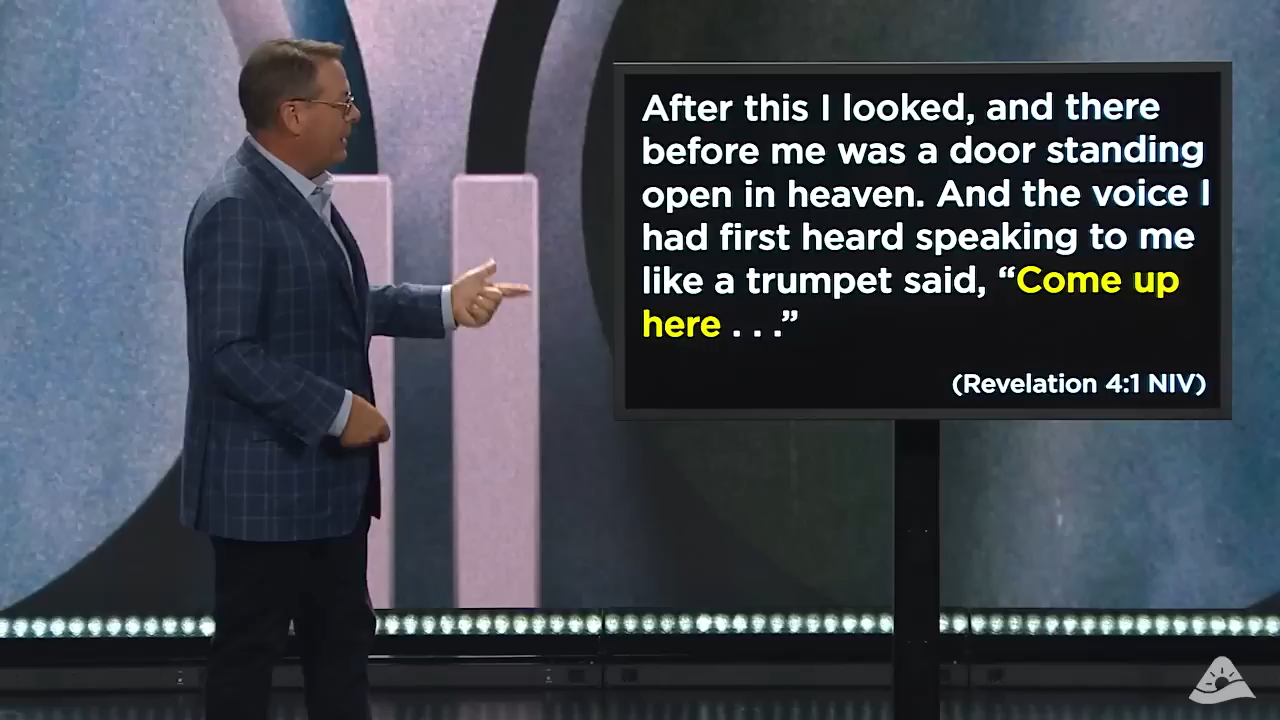 After this I looked, and there
before me was a door standing
open in heaven. And the voice I
had first heard speaking to me
like a trumpet said, “Come up
here . . .”
(Revelation 4:1 NIV)